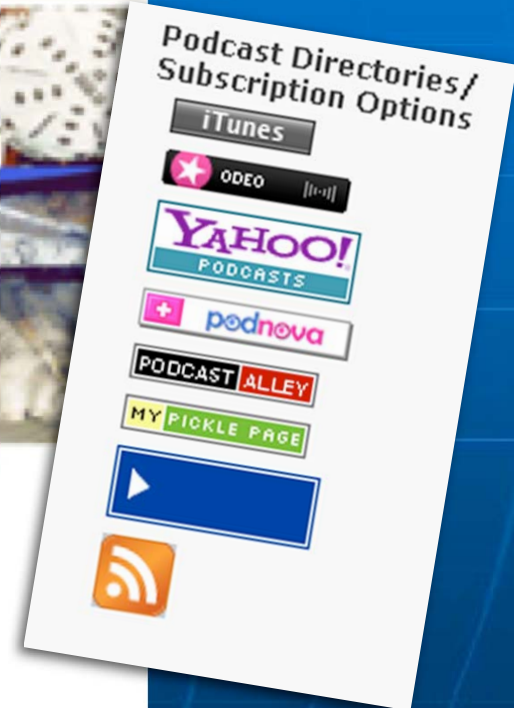 Podcast Directories/
Subscription Options
iTunes
ODEO
YAHOO!
PODCASTS
podnova
PODCAST ALLEY
MY PICKLE PAGE